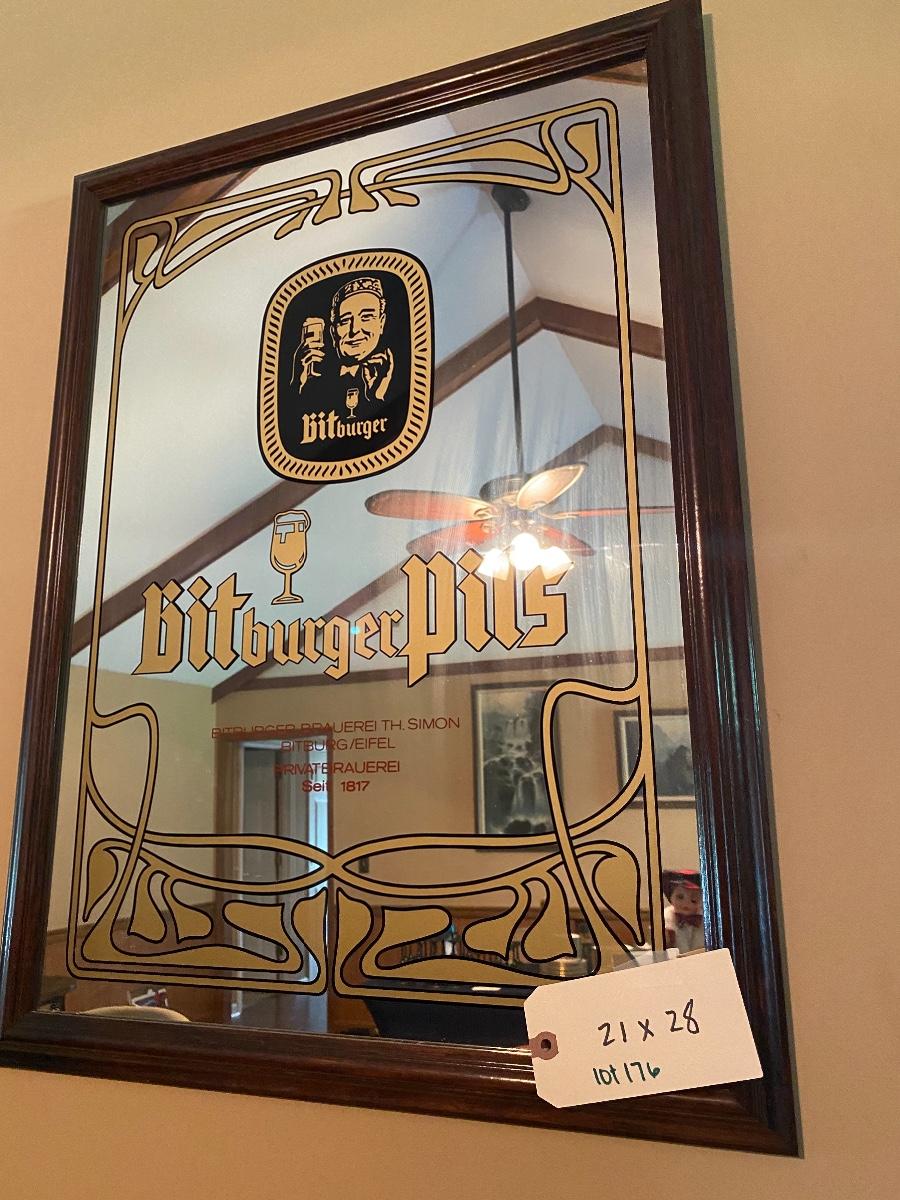 Bitburger
Bitburger Pils
BITBURGER BRAUEREI TH. SIMON
BITBURG/EIFEL
PRIVATBRAUEREI
Seit 1817
21 x 28
lot 176